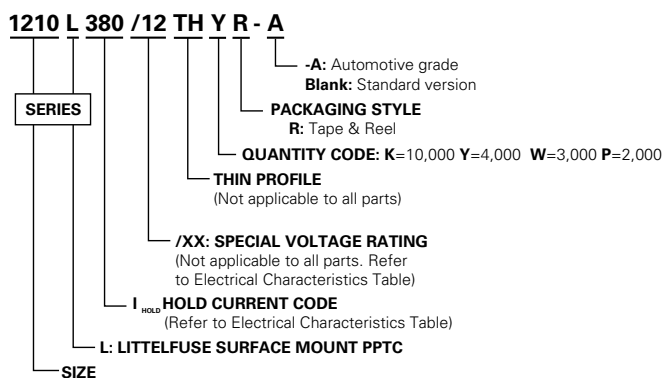 1210 L 380 /12 TH Y R - A
-A: Automotive grade
Blank: Standard version
SERIES
PACKAGING STYLE
R: Tape & Reel
QUANTITY CODE: K=10,000 Y=4,000 W=3,000 P=2,000
THIN PROFILE
(Not applicable to all parts)
/XX: SPECIAL VOLTAGE RATING
(Not applicable to all parts. Refer
to Electrical Characteristics Table)
I HOLD HOLD CURRENT CODE
(Refer to Electrical Characteristics Table)
L: LITTELFUSE SURFACE MOUNT PPTC
SIZE